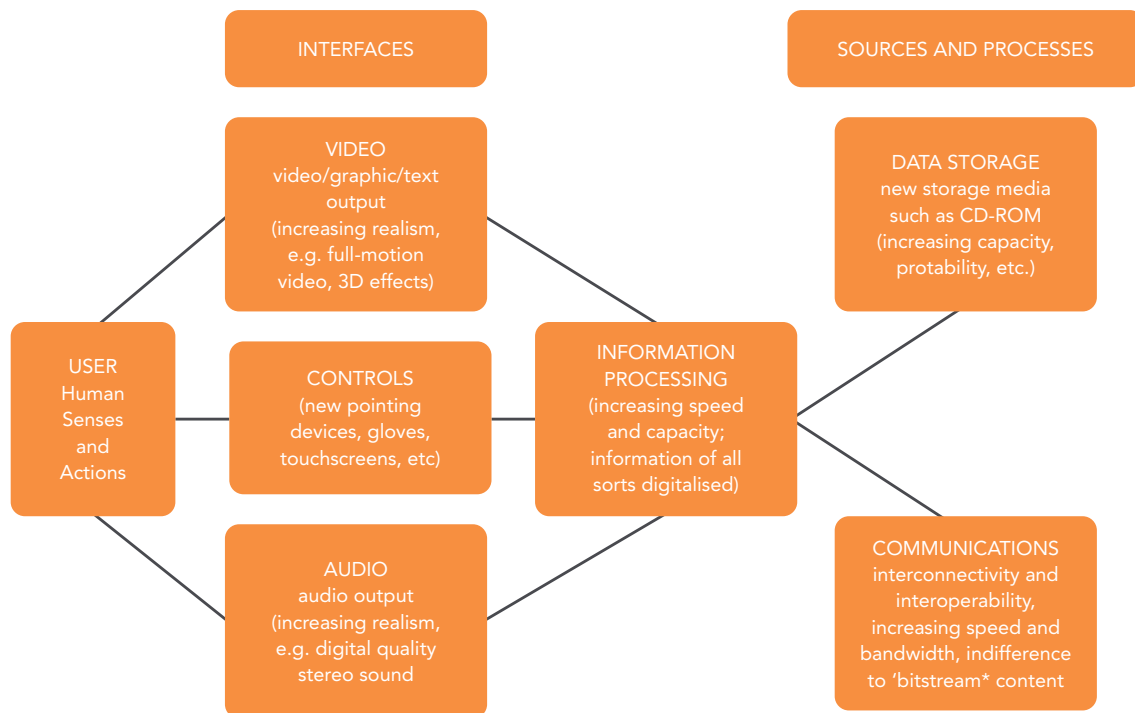 INTERFACES
SOURCES AND PROCESSES
VIDEO
video/graphic/text
output
(increasing realism,
e.g. full-motion
video, 3D effects)
DATA STORAGE
new storage media
such as CD-ROM
(increasing capacity,
protability, etc.)
USER
Human
Senses
and
Actions
CONTROLS
(new pointing
devices, gloves,
touchscreens, etc)
INFORMATION
PROCESSING
(increasing speed
and capacity;
information of all
sorts digitalised)
AUDIO
audio output
(increasing realism,
e.g. digital quality
stereo sound
COMMUNICATIONS
interconnectivity and
interoperability,
increasing speed and
bandwidth, indifference
to ‘bitstream* content